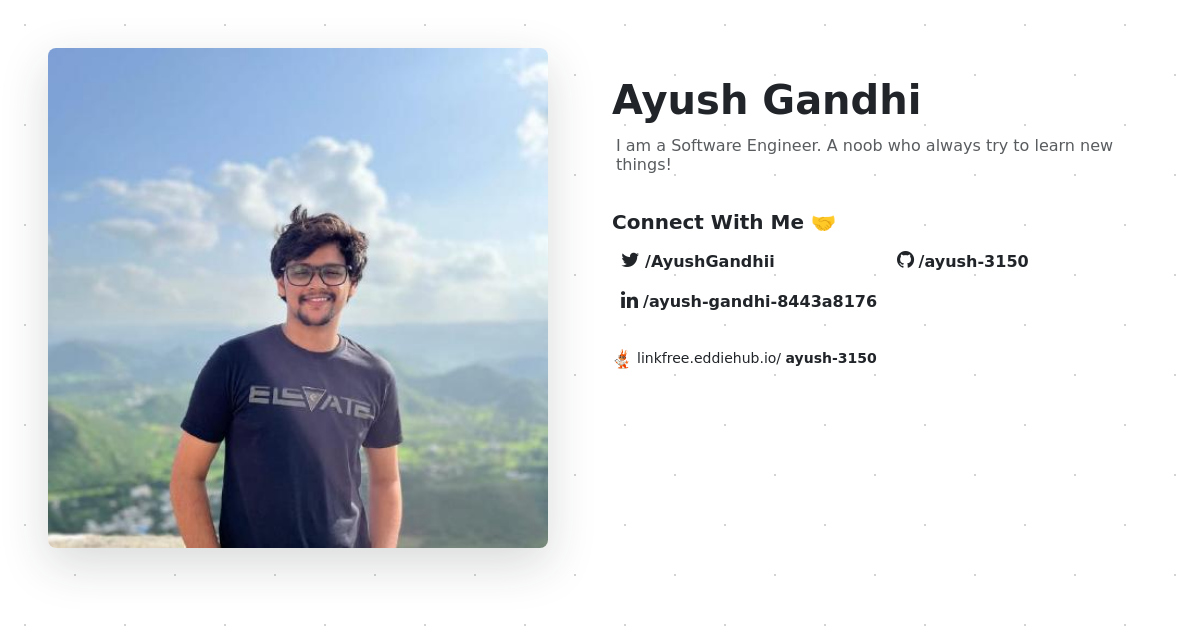 Ayush Gandhi
I am a Software Engineer. A noob who always try to learn new
things!
Connect With Me 🤝
/AyushGandhii
/ayush-3150
/ayush-gandhi-8443a8176
linkfree.eddiehub.io/ ayush-3150
ELEVATE